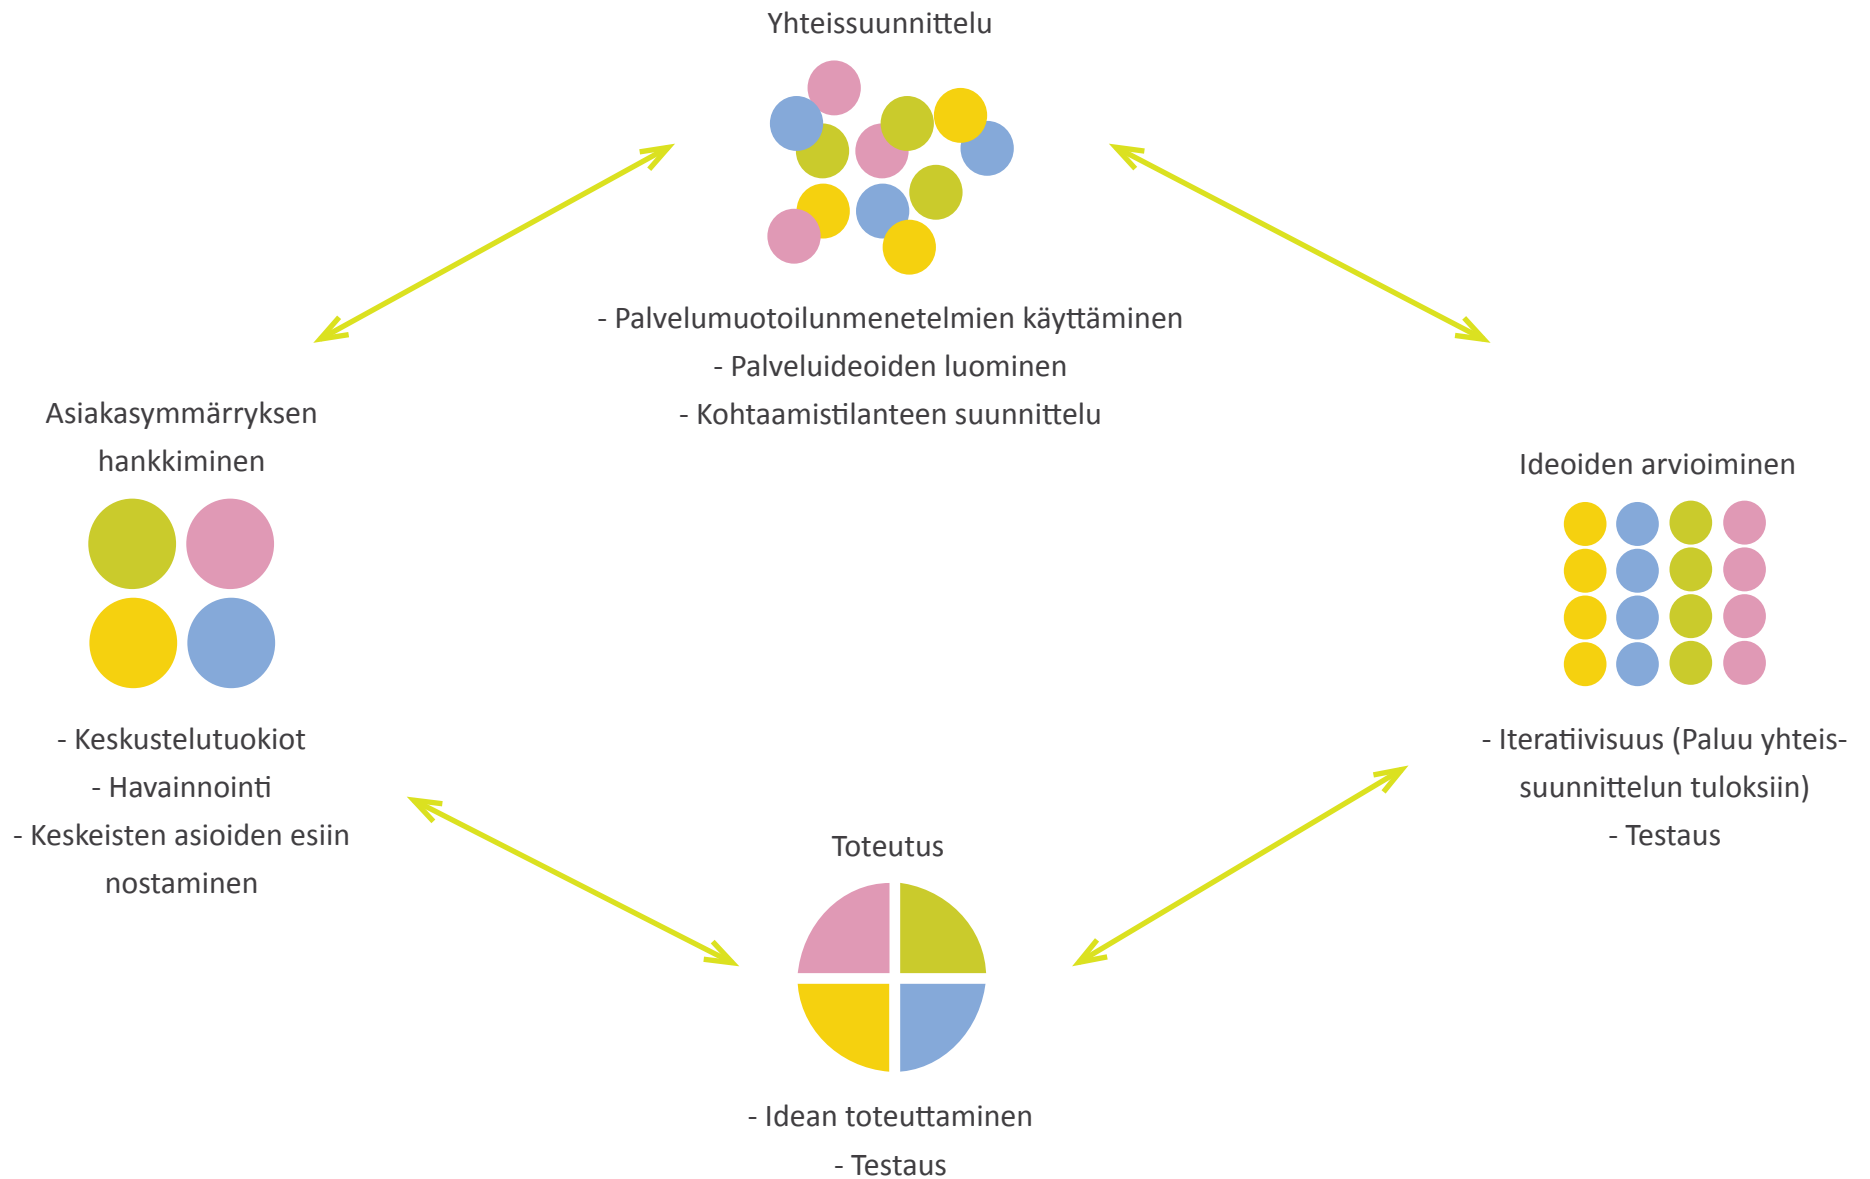 Yhteissuunnittelu
- Palvelumuotoilunmenetelmien käyttäminen
- Palveluideoiden luominen
- Kohtaamistilanteen suunnittelu
Asiakasymmärryksen
hankkiminen
- Keskustelutuokiot
- Havainnointi
- Keskeisten asioiden esiin
nostaminen
Ideoiden arvioiminen
- Iteratiivisuus (Paluu yhteis-
suunnittelun tuloksiin)
- Testaus
Toteutus
- Idean toteuttaminen
- Testaus